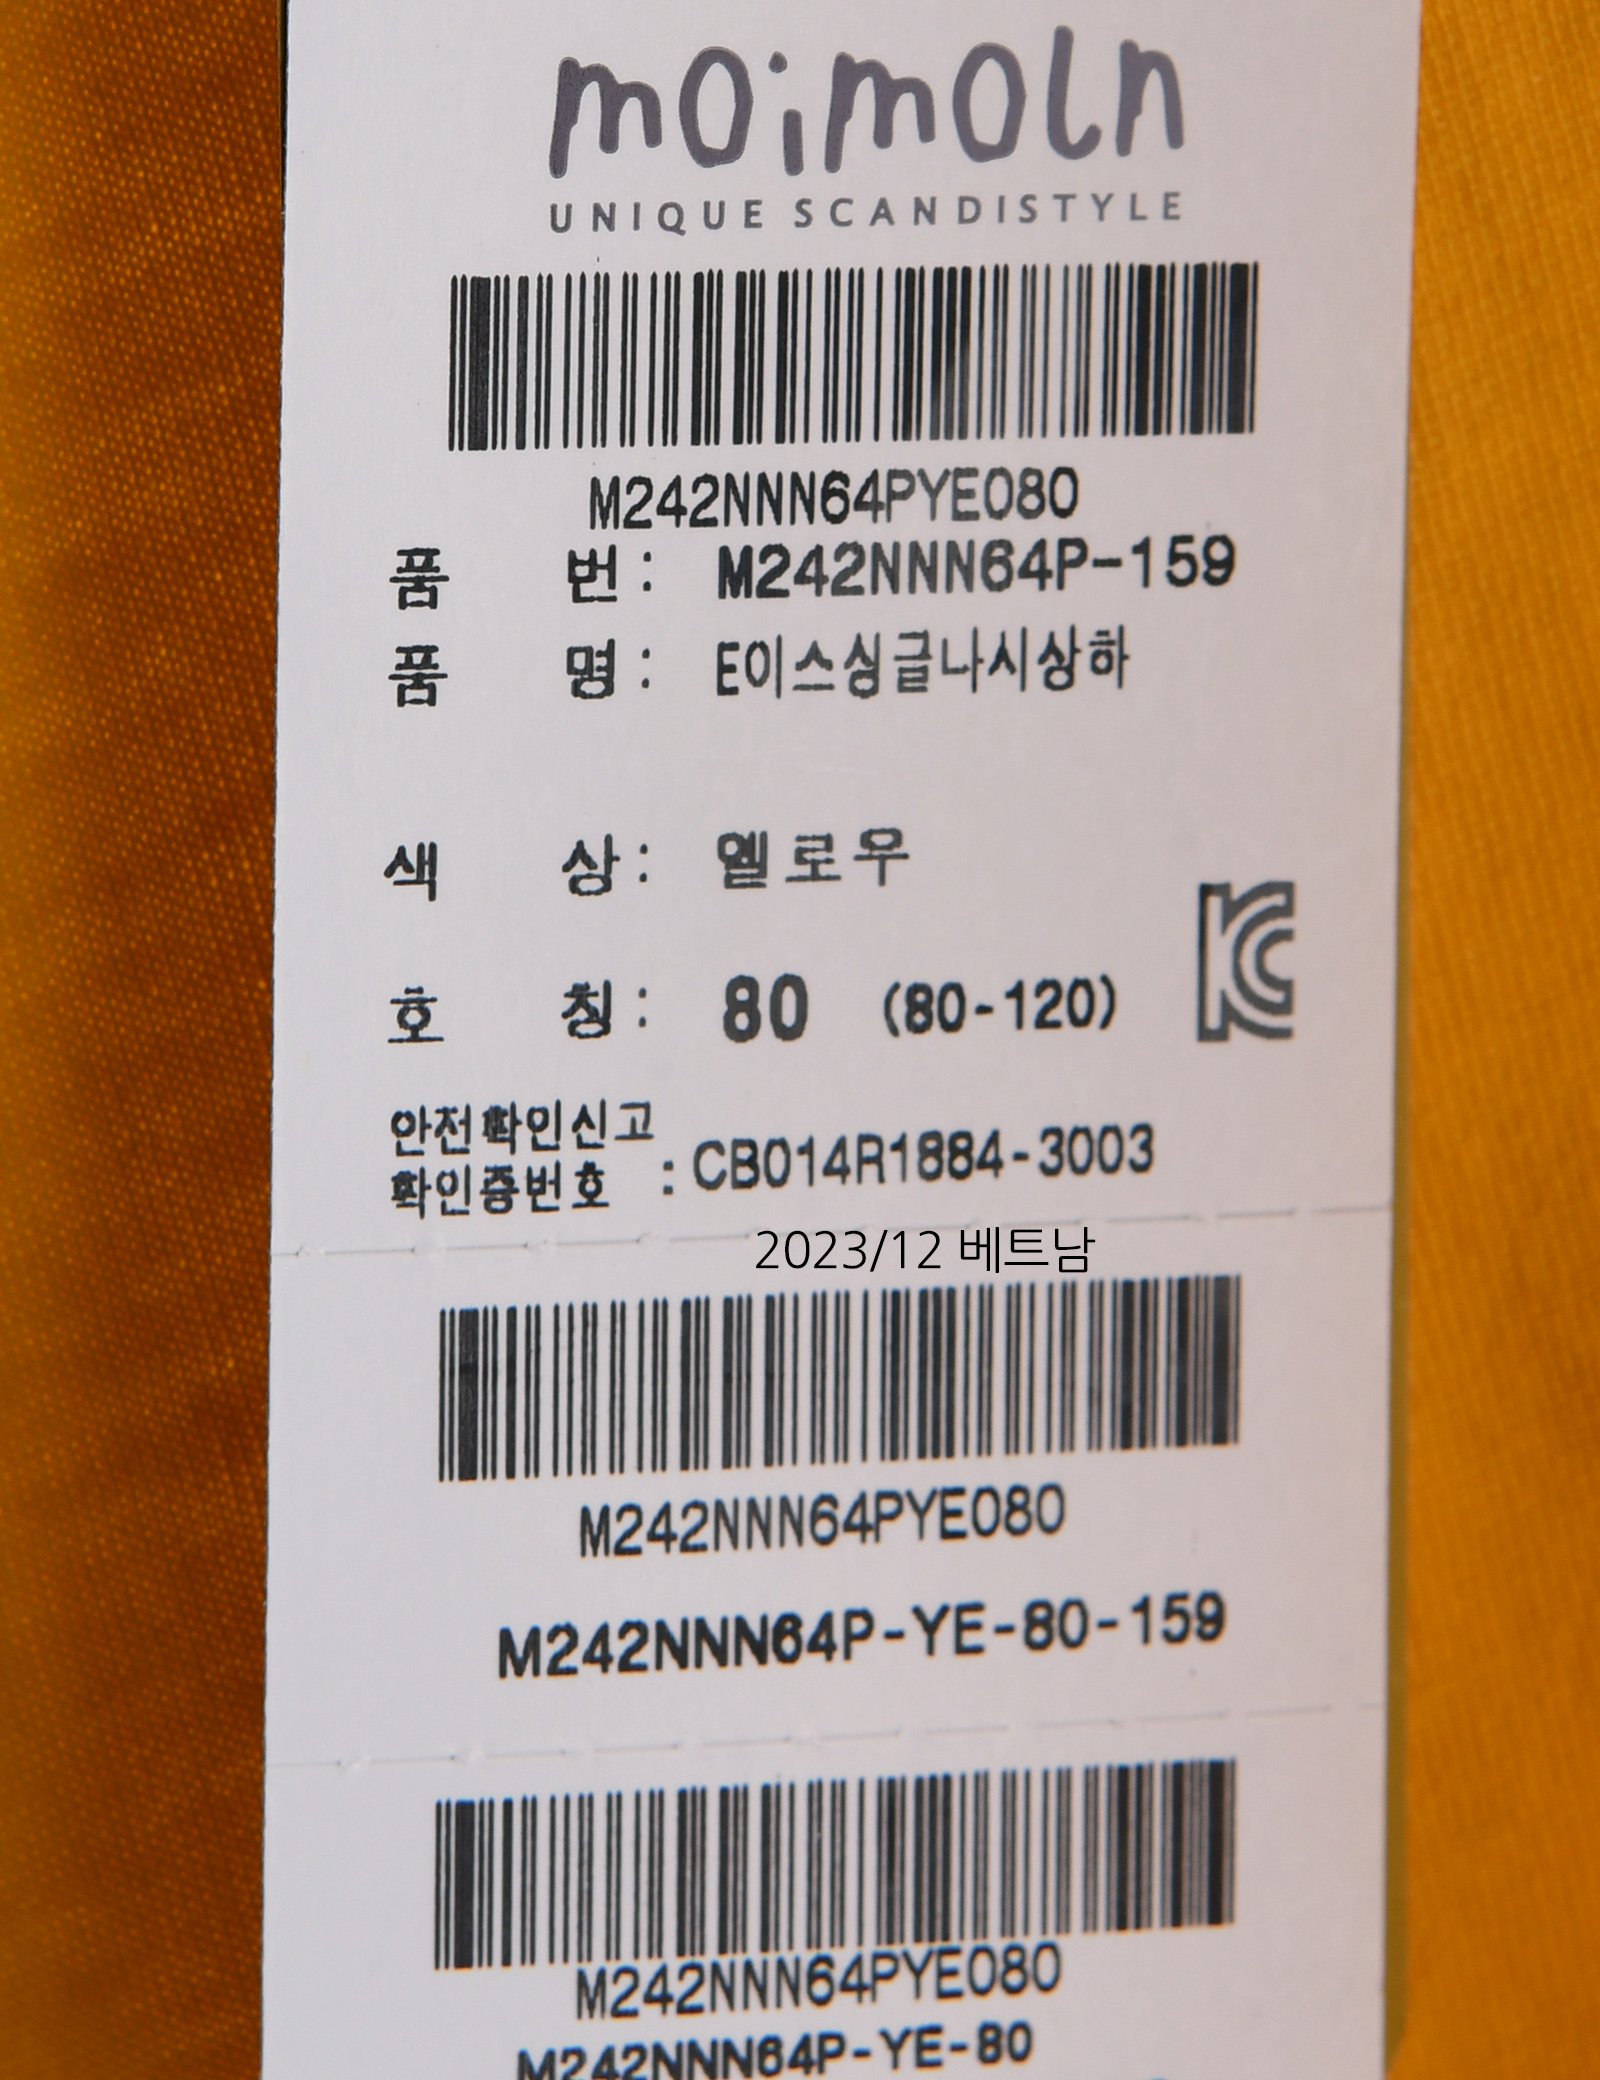 moimoln
UNIQUE SCANDISTYLE
M242NNN64PYE080
품 번: M242NNN64P-159
품 명: E이스싱글나시상하
색 상: 옐로우
호 칭: 80 (80-120)
KC
안전확인신고
확인증번호 : CB014R1884-3003
2023/12 베트남
M242NNN64PYE080
M242NNN64P-YE-80-159
M242NNN64PYE080
M242NNN64P-YE-80